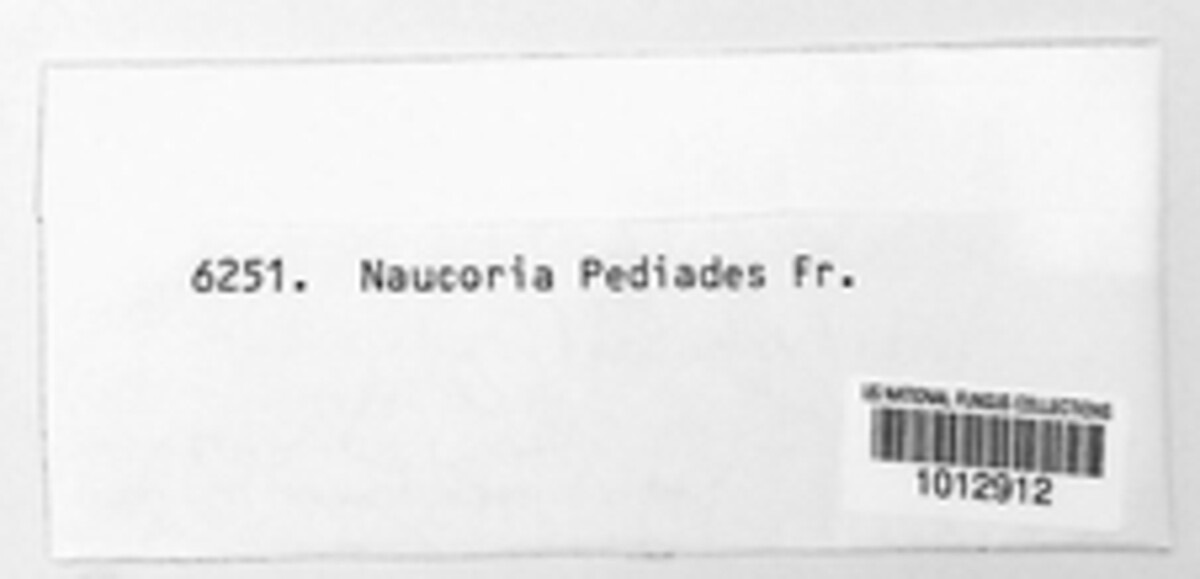 6251. Naucoria Pediades Fr.
US NATIONAL FUNGUS COLLECTIONS
1012912